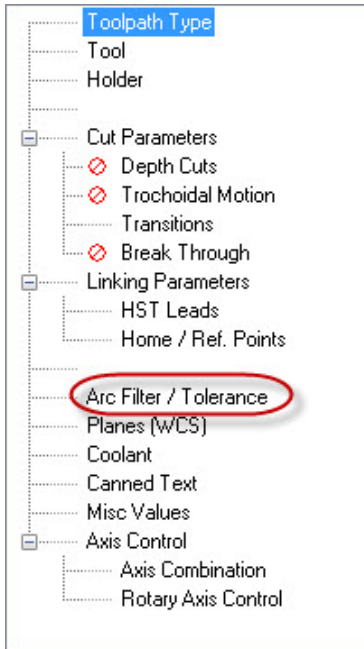 Toolpath Type
Tool
Holder
Cut Parameters
Depth Cuts
Trochoidal Motion
Transitions
Break Through
Linking Parameters
HST Leads
Home / Ref. Points
Arc Filter / Tolerance
Planes (WCS)
Coolant
Canned Text
Misc Values
Axis Control
Axis Combination
Rotary Axis Control